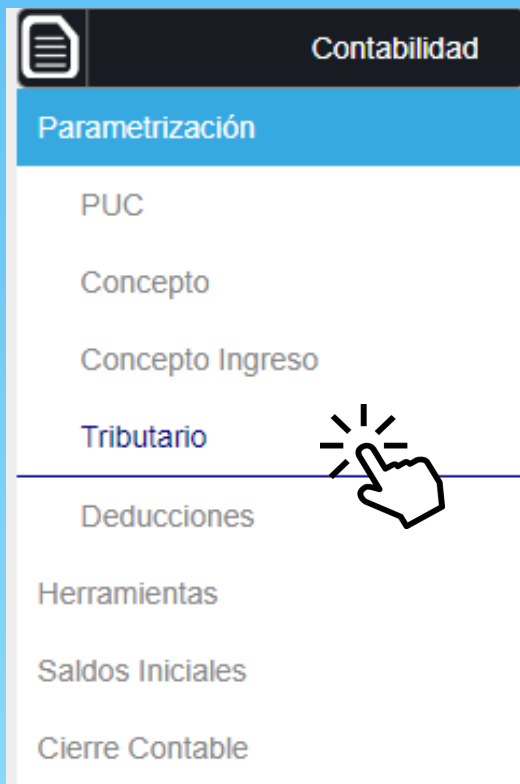 Contabilidad
Parametrización
PUC
Concepto
Concepto Ingreso
Tributario
Deducciones
Herramientas
Saldos Iniciales
Cierre Contable